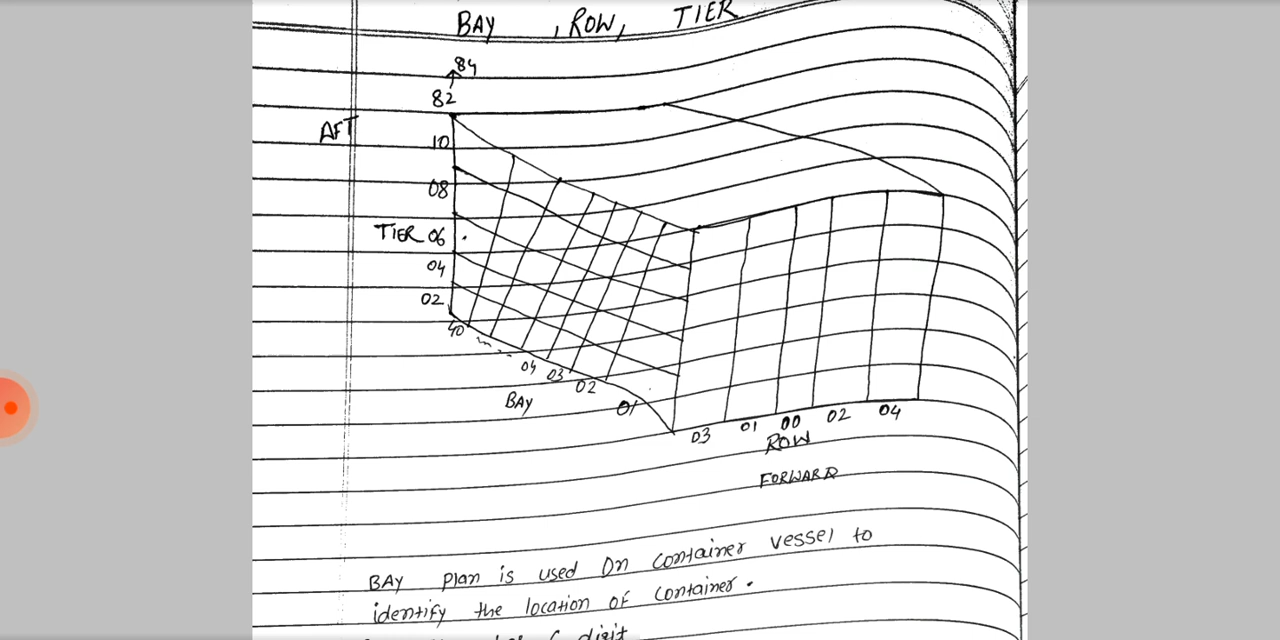 BAY , ROW, TIER
84
82
AFT
10
08
TIER 06
04
02
40
04 03 02 01
BAY
03 01 00 02 04
ROW
FORWARD
BAY Plan is used On container vessel to
identify the location of container.
6 digit